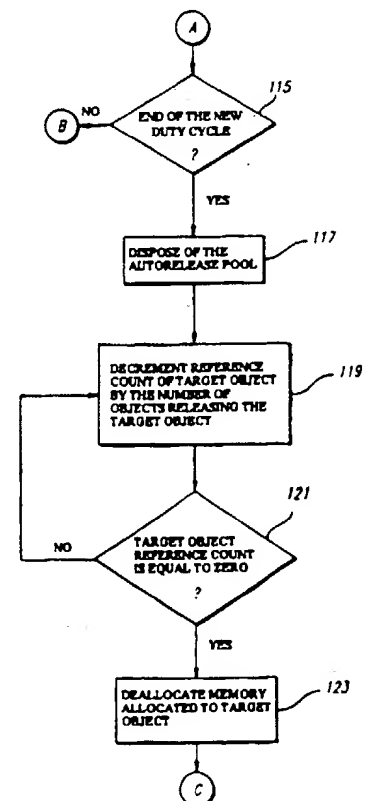 A
115
END OF THE NEW
DUTY CYCLE
?
NO
B
YES
117
DISPOSE OF THE
AUTORELEASE POOL
DECREMENT REFERENCE
COUNT OF TARGET OBJECT
BY THE NUMBER OF
OBJECTS RELEASING THE
TARGET OBJECT
119
121
TARGET OBJECT
REFERENCE COUNT
IS EQUAL TO ZERO
?
NO
YES
123
DEALLOCATE MEMORY
ALLOCATED TO TARGET
OBJECT
C